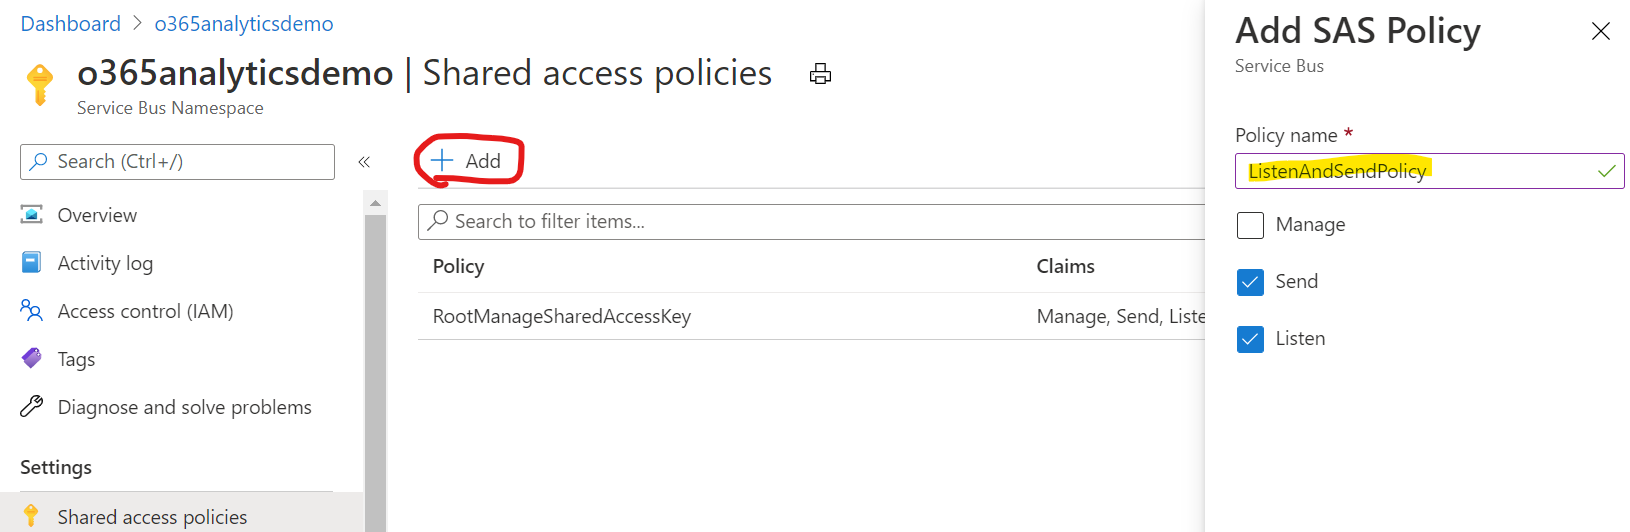 Dashboard > o365analyticsdemo
o365analyticsdemo | Shared access policies
Service Bus Namespace
Search (Ctrl+/)
«
Overview
Activity log
Access control (IAM)
Tags
Diagnose and solve problems
Settings
Shared access policies
+ Add
Search to filter items...
Policy Claims
RootManageSharedAccessKey Manage, Send, Liste
Add SAS Policy
Service Bus
Policy name *
ListenAndSendPolicy
Manage
Send
Listen